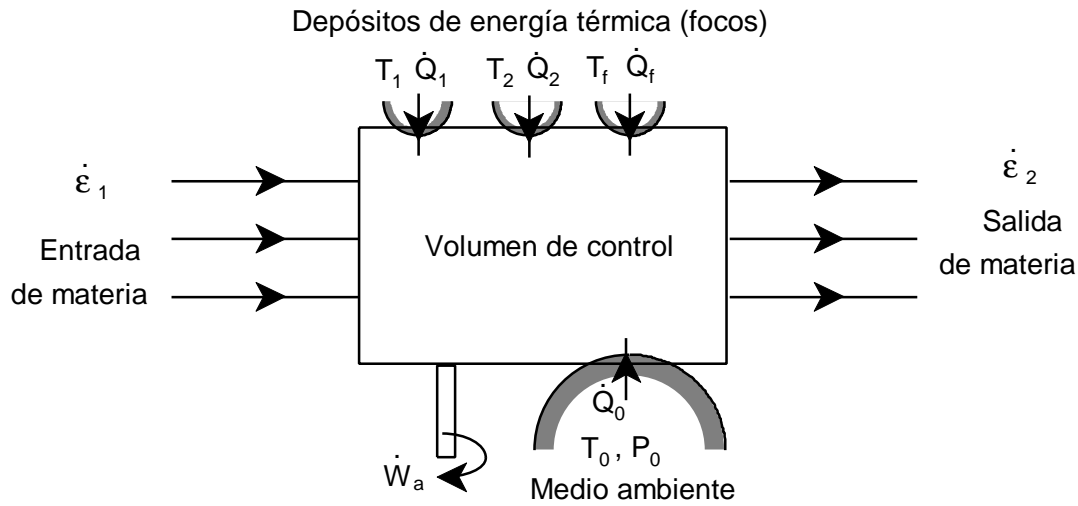 Depósitos de energía térmica (focos)
T₁ Q̇₁ T₂ Q̇₂ T_f Q̇_f
ε̇ ₁
ε̇ ₂
Entrada
de materia
Volumen de control
Salida
de materia
Q̇₀
T₀ , P₀
Ẇₐ
Medio ambiente